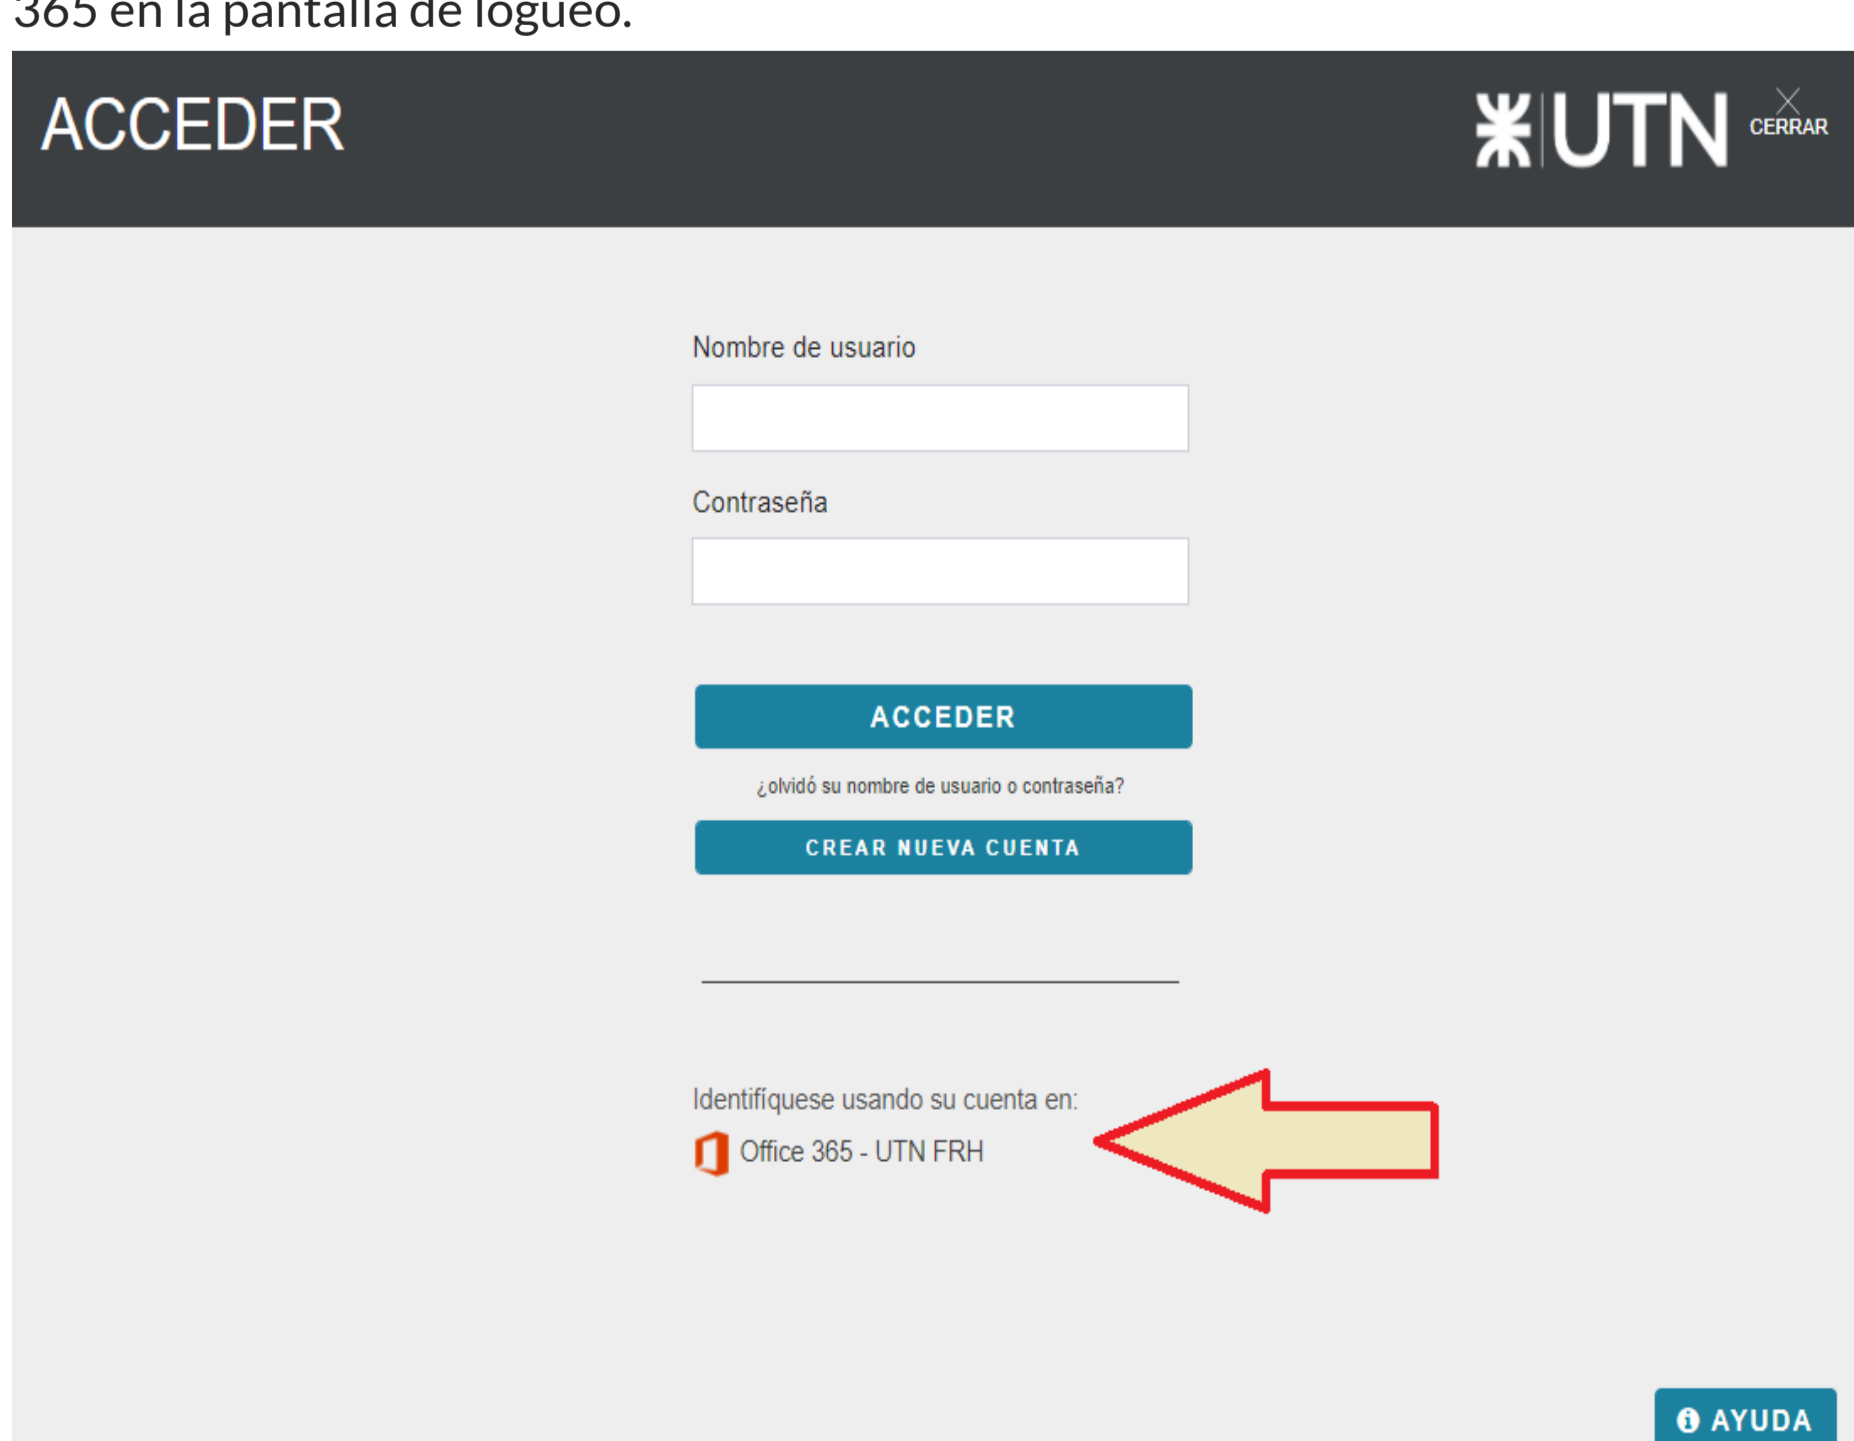 365 en la pantalla de logueo.
ACCEDER
UTN
CERRAR
Nombre de usuario
Contraseña
ACCEDER
¿olvidó su nombre de usuario o contraseña?
CREAR NUEVA CUENTA
Identifíquese usando su cuenta en:
Office 365 - UTN FRH
AYUDA